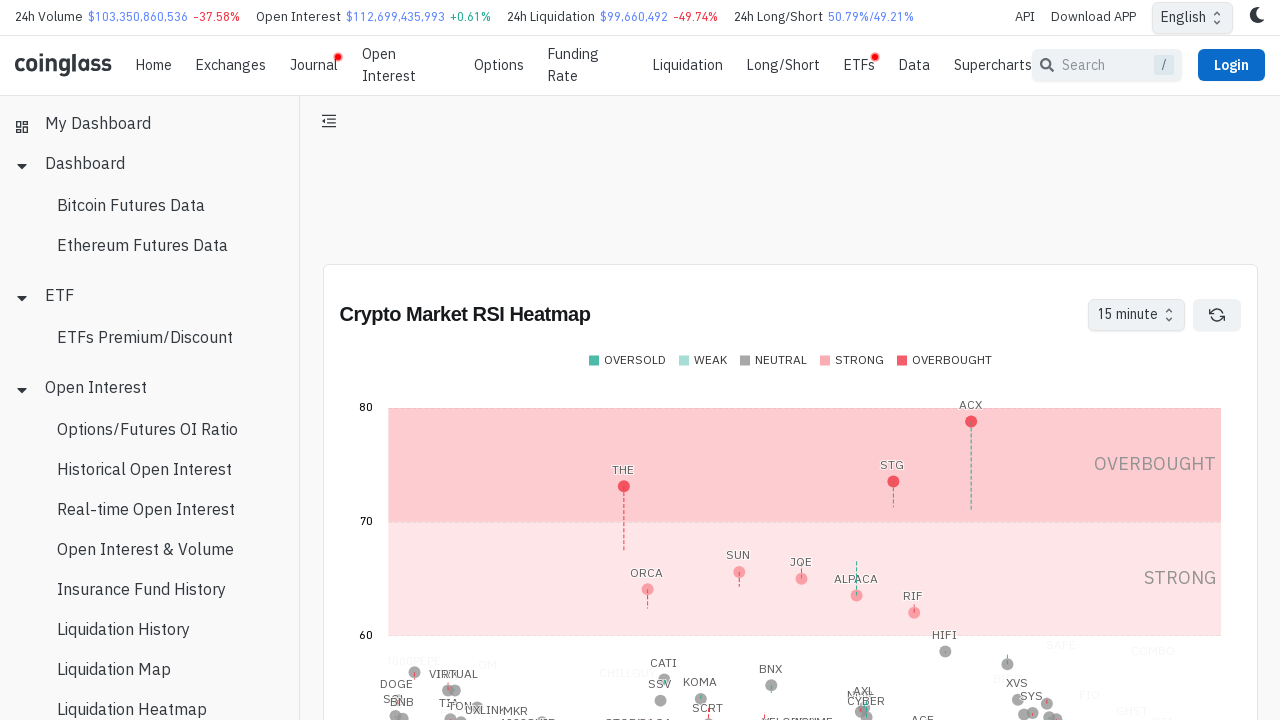 24h Volume $103,350,860,536 -37.58% Open Interest $112,699,435,993 +0.61% 24h Liquidation $99,660,492 -49.74% 24h Long/Short 50.79%/49.21% API Download APP English
coinglass Home Exchanges Journal Open Interest Options Funding Rate Liquidation Long/Short ETFs Data Supercharts Search / Login
My Dashboard
Dashboard
Bitcoin Futures Data
Ethereum Futures Data
ETF
ETFs Premium/Discount
Open Interest
Options/Futures OI Ratio
Historical Open Interest
Real-time Open Interest
Open Interest & Volume
Insurance Fund History
Liquidation History
Liquidation Map
Liquidation Heatmap
Crypto Market RSI Heatmap 15 minute
OVERSOLD WEAK NEUTRAL STRONG OVERBOUGHT
80
ACX
OVERBOUGHT
STG
THE
70
SUN
JOE
ORCA
ALPACA
STRONG
RIF
60
HIFI
CATI
BNX
VIRTUAL
DOGE
SSV
KOMA
XVS
AXL
SYS
BNB
CYBER
SCRT
MKR